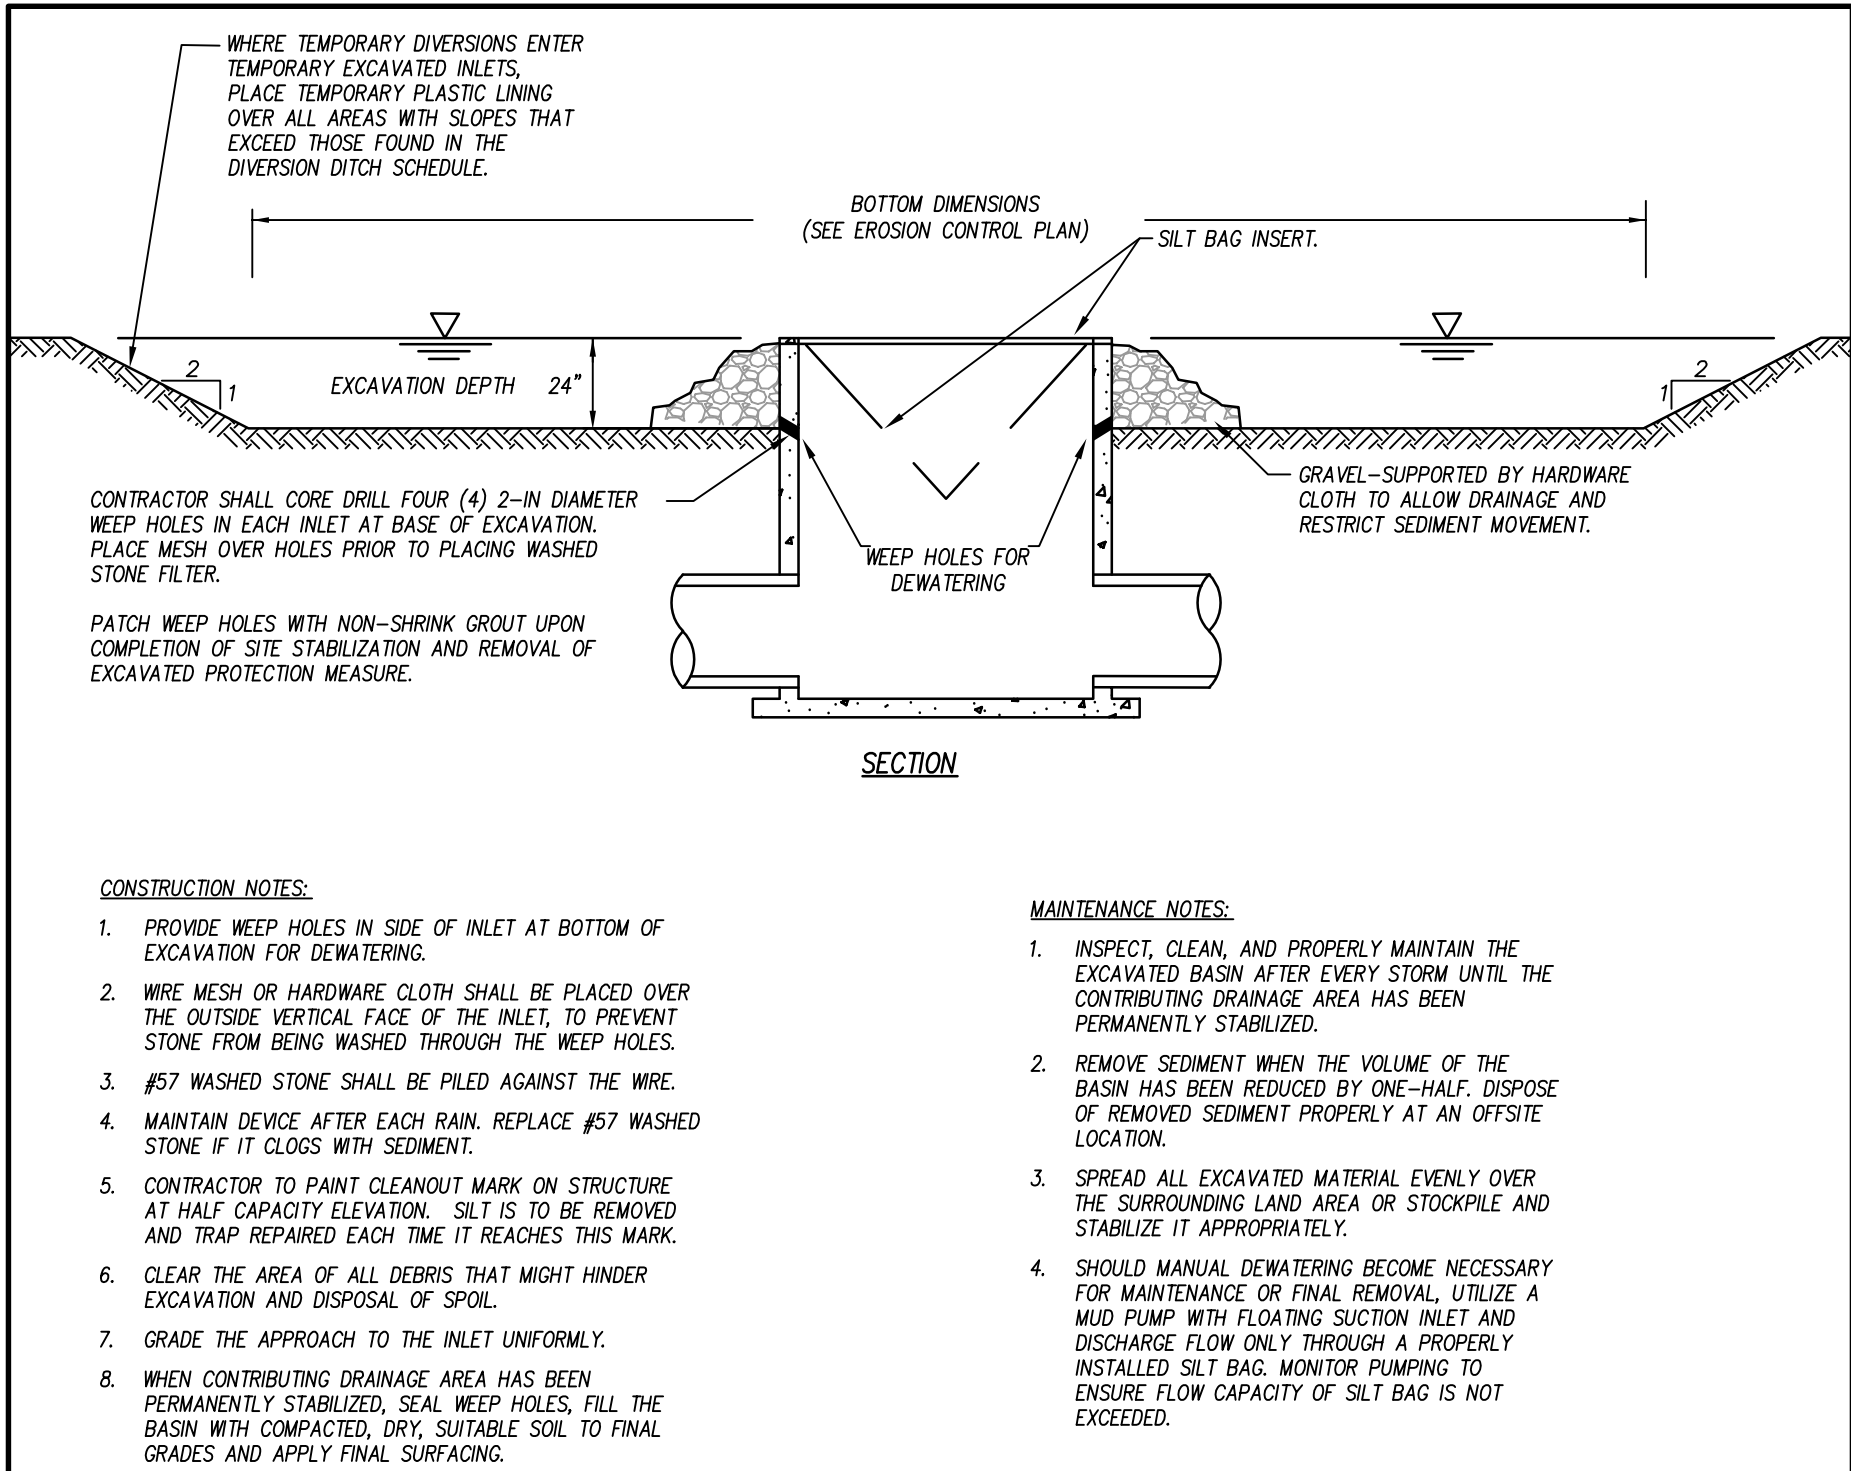 WHERE TEMPORARY DIVERSIONS ENTER
TEMPORARY EXCAVATED INLETS,
PLACE TEMPORARY PLASTIC LINING
OVER ALL AREAS WITH SLOPES THAT
EXCEED THOSE FOUND IN THE
DIVERSION DITCH SCHEDULE.
BOTTOM DIMENSIONS
(SEE EROSION CONTROL PLAN)
SILT BAG INSERT.
2
1
EXCAVATION DEPTH 24"
2
1
CONTRACTOR SHALL CORE DRILL FOUR (4) 2-IN DIAMETER
WEEP HOLES IN EACH INLET AT BASE OF EXCAVATION.
PLACE MESH OVER HOLES PRIOR TO PLACING WASHED
STONE FILTER.
PATCH WEEP HOLES WITH NON-SHRINK GROUT UPON
COMPLETION OF SITE STABILIZATION AND REMOVAL OF
EXCAVATED PROTECTION MEASURE.
WEEP HOLES FOR
DEWATERING
GRAVEL-SUPPORTED BY HARDWARE
CLOTH TO ALLOW DRAINAGE AND
RESTRICT SEDIMENT MOVEMENT.
SECTION
CONSTRUCTION NOTES:
1. PROVIDE WEEP HOLES IN SIDE OF INLET AT BOTTOM OF
EXCAVATION FOR DEWATERING.
2. WIRE MESH OR HARDWARE CLOTH SHALL BE PLACED OVER
THE OUTSIDE VERTICAL FACE OF THE INLET, TO PREVENT
STONE FROM BEING WASHED THROUGH THE WEEP HOLES.
3. #57 WASHED STONE SHALL BE PILED AGAINST THE WIRE.
4. MAINTAIN DEVICE AFTER EACH RAIN. REPLACE #57 WASHED
STONE IF IT CLOGS WITH SEDIMENT.
5. CONTRACTOR TO PAINT CLEANOUT MARK ON STRUCTURE
AT HALF CAPACITY ELEVATION. SILT IS TO BE REMOVED
AND TRAP REPAIRED EACH TIME IT REACHES THIS MARK.
6. CLEAR THE AREA OF ALL DEBRIS THAT MIGHT HINDER
EXCAVATION AND DISPOSAL OF SPOIL.
7. GRADE THE APPROACH TO THE INLET UNIFORMLY.
8. WHEN CONTRIBUTING DRAINAGE AREA HAS BEEN
PERMANENTLY STABILIZED, SEAL WEEP HOLES, FILL THE
BASIN WITH COMPACTED, DRY, SUITABLE SOIL TO FINAL
GRADES AND APPLY FINAL SURFACING.
MAINTENANCE NOTES:
1. INSPECT, CLEAN, AND PROPERLY MAINTAIN THE
EXCAVATED BASIN AFTER EVERY STORM UNTIL THE
CONTRIBUTING DRAINAGE AREA HAS BEEN
PERMANENTLY STABILIZED.
2. REMOVE SEDIMENT WHEN THE VOLUME OF THE
BASIN HAS BEEN REDUCED BY ONE-HALF. DISPOSE
OF REMOVED SEDIMENT PROPERLY AT AN OFFSITE
LOCATION.
3. SPREAD ALL EXCAVATED MATERIAL EVENLY OVER
THE SURROUNDING LAND AREA OR STOCKPILE AND
STABILIZE IT APPROPRIATELY.
4. SHOULD MANUAL DEWATERING BECOME NECESSARY
FOR MAINTENANCE OR FINAL REMOVAL, UTILIZE A
MUD PUMP WITH FLOATING SUCTION INLET AND
DISCHARGE FLOW ONLY THROUGH A PROPERLY
INSTALLED SILT BAG. MONITOR PUMPING TO
ENSURE FLOW CAPACITY OF SILT BAG IS NOT
EXCEEDED.